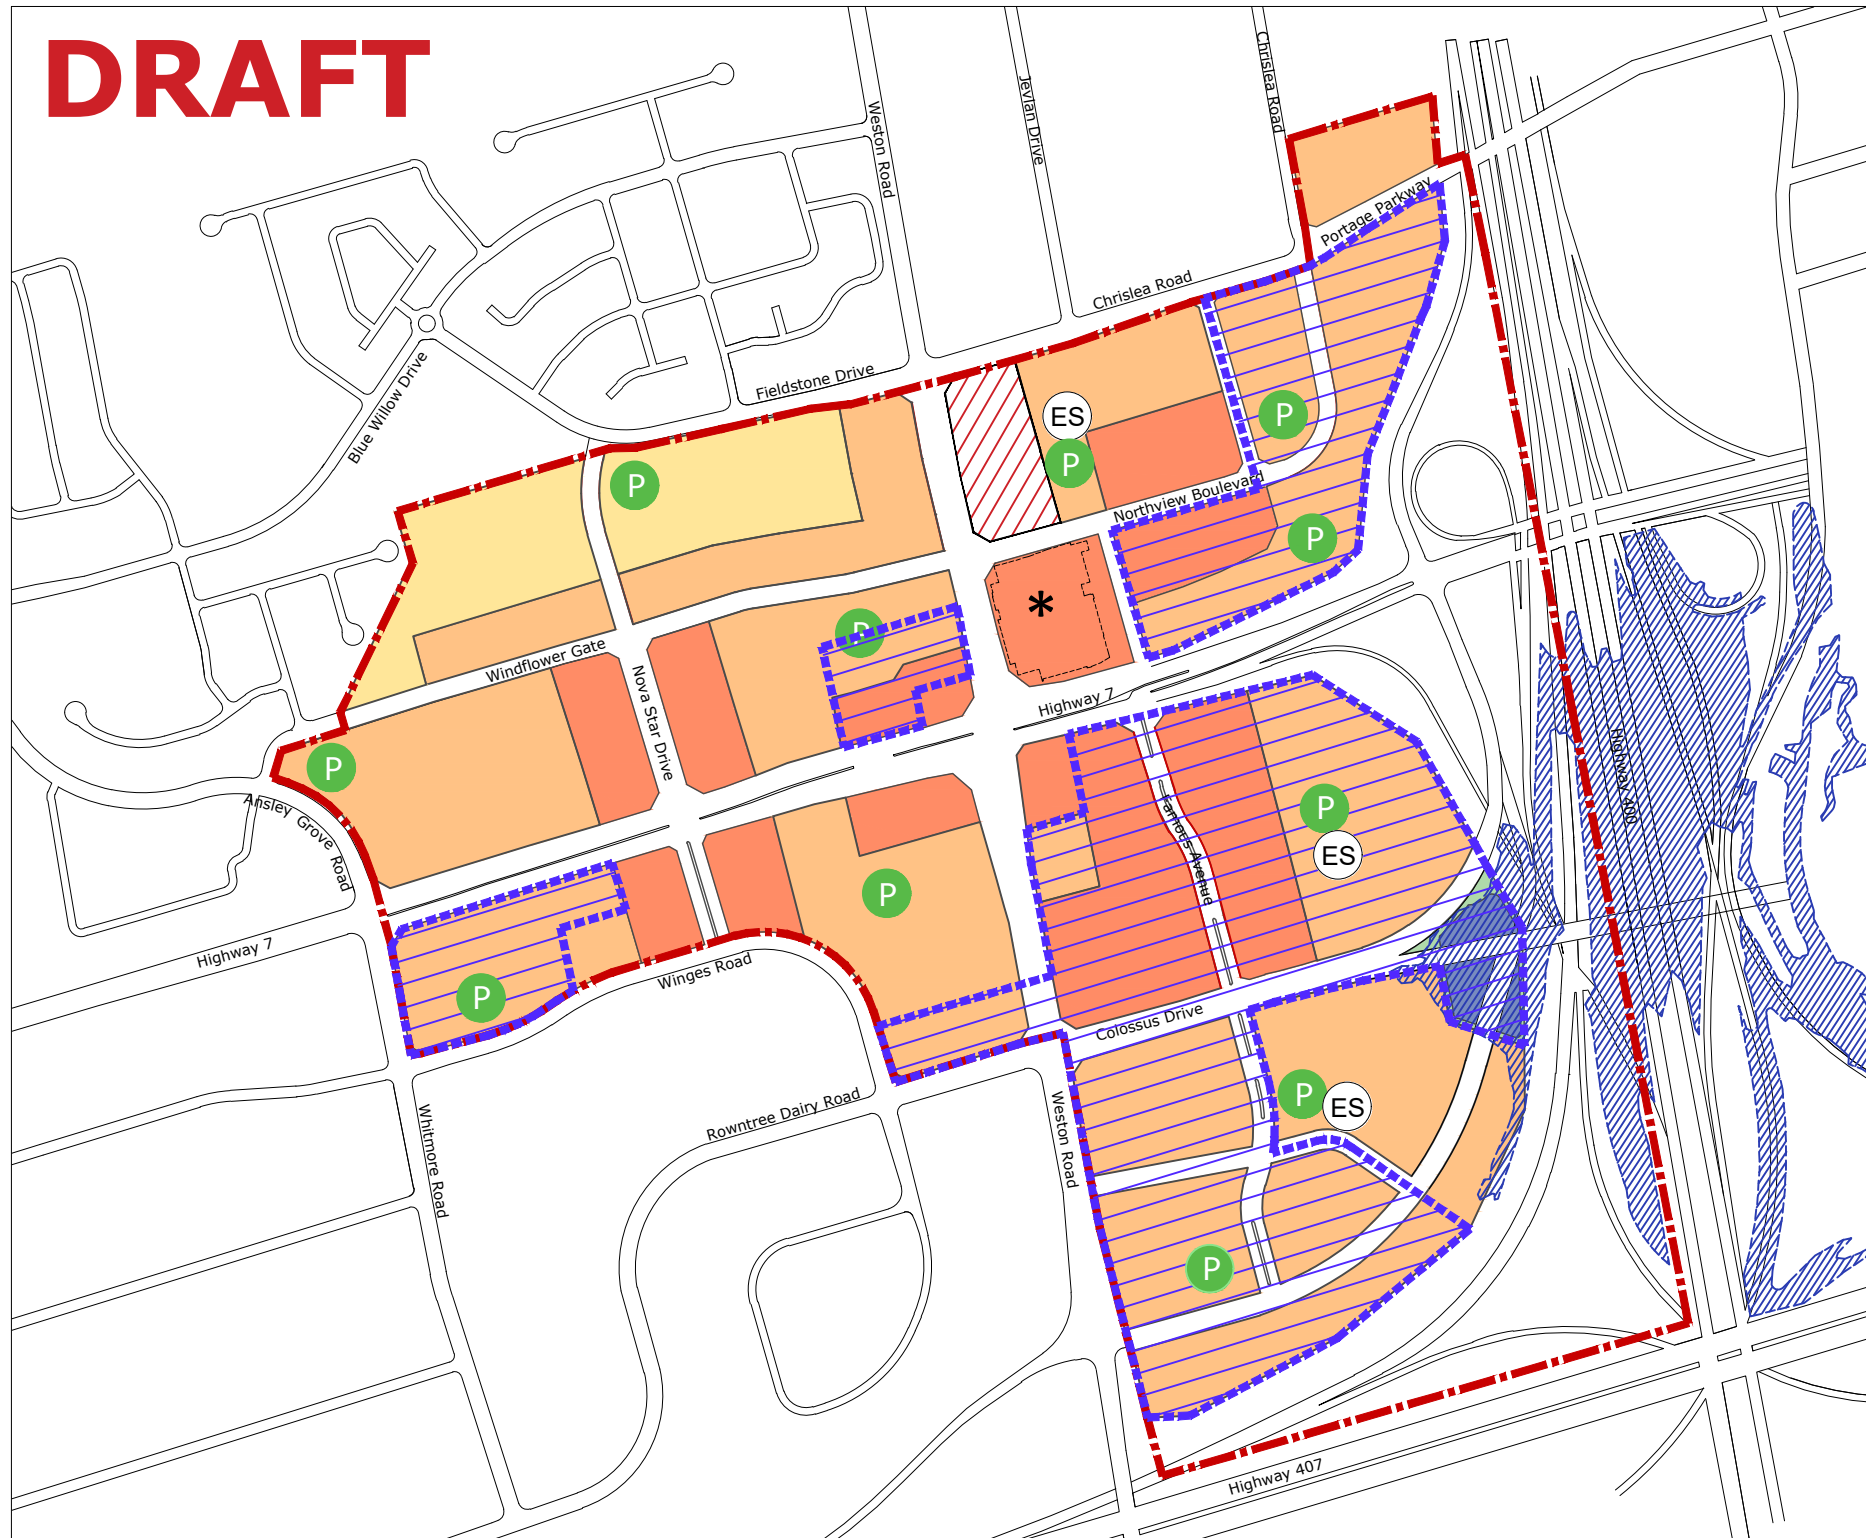 DRAFT
Weston Road
Jevlan Drive
Chrislea Road
Portage Parkway
Chrislea Road
Fieldstone Drive
Blue Willow Drive
ES
P
P
P
Northview Boulevard
P
*
P
Windflower Gate
Nova Star Drive
Highway 7
P
Highway 400
Ansley Grove Road
Famous Avenue
P
ES
P
Highway 7
Winges Road
P
Colossus Drive
Rowntree Dairy Road
Whitmore Road
Weston Road
P
ES
P
Highway 407